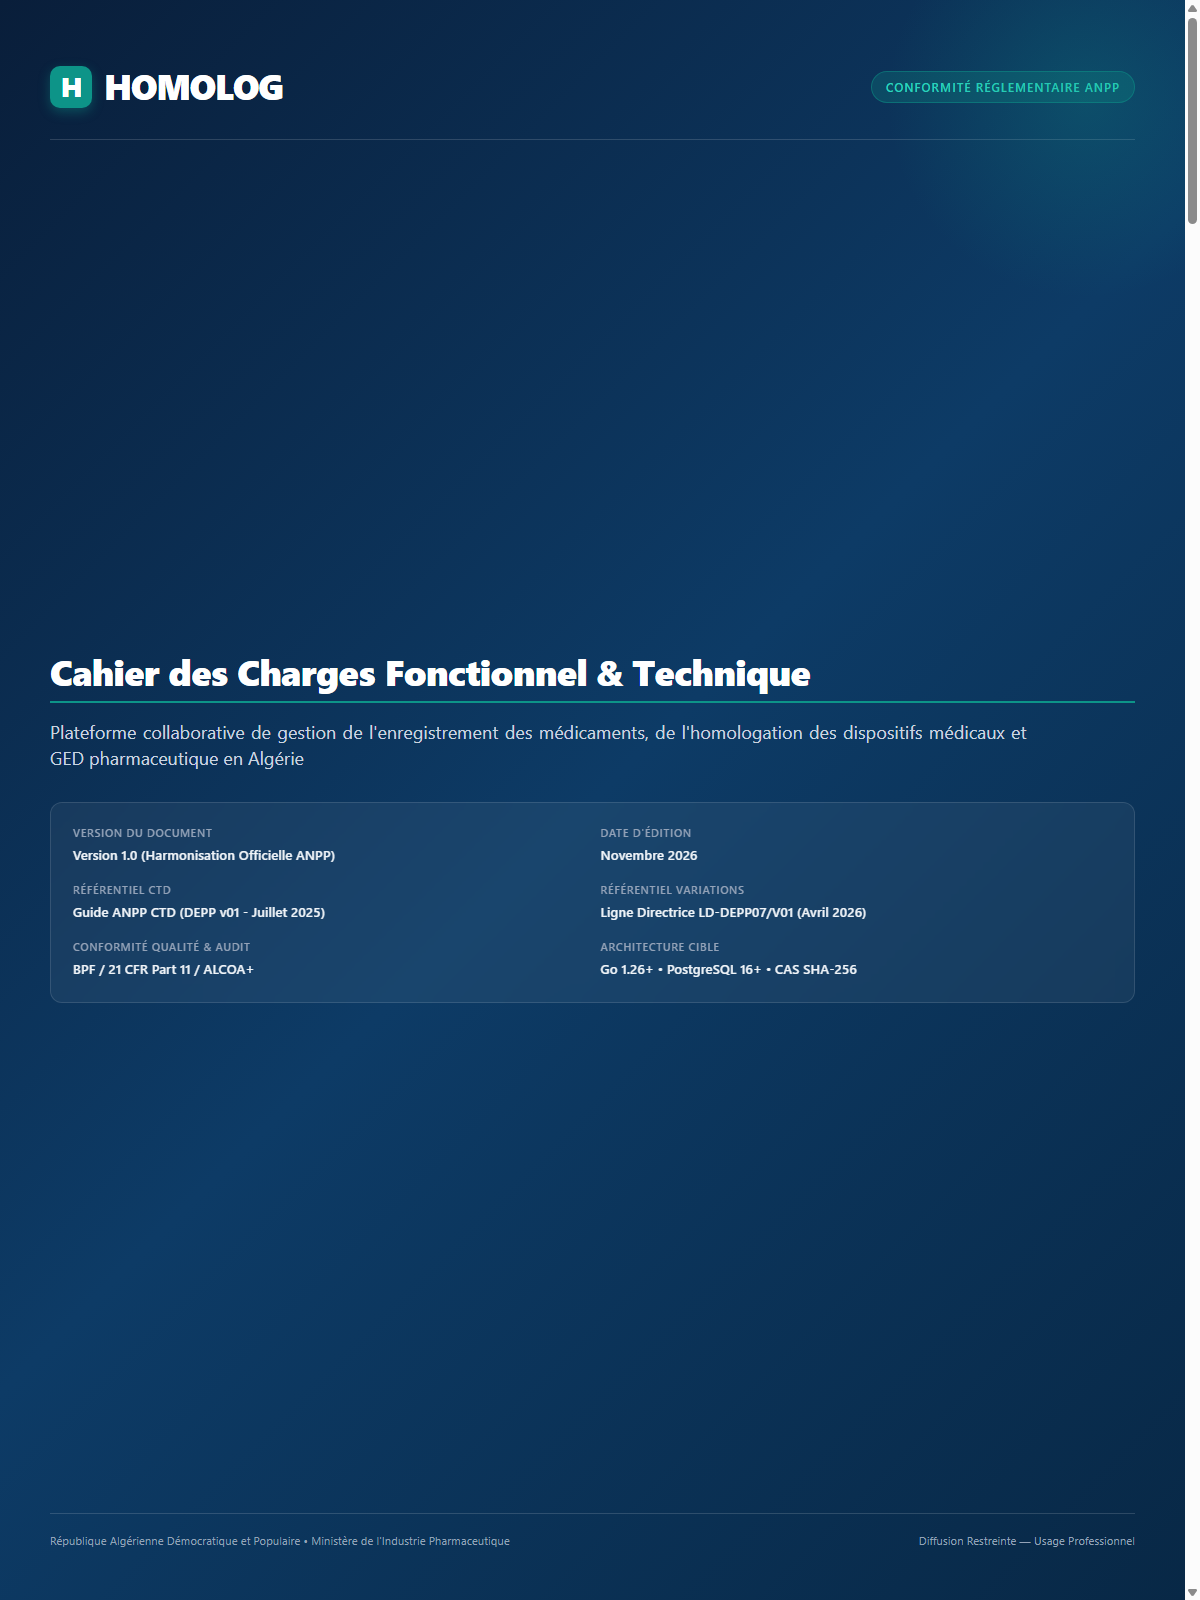 H HOMOLOG
CONFORMITÉ RÉGLEMENTAIRE ANPP
Cahier des Charges Fonctionnel & Technique
Plateforme collaborative de gestion de l'enregistrement des médicaments, de l'homologation des dispositifs médicaux et
GED pharmaceutique en Algérie
VERSION DU DOCUMENT
Version 1.0 (Harmonisation Officielle ANPP)
DATE D'ÉDITION
Novembre 2026
RÉFÉRENTIEL CTD
Guide ANPP CTD (DEPP v01 - Juillet 2025)
RÉFÉRENTIEL VARIATIONS
Ligne Directrice LD-DEPP07/V01 (Avril 2026)
CONFORMITÉ QUALITÉ & AUDIT
BPF / 21 CFR Part 11 / ALCOA+
ARCHITECTURE CIBLE
Go 1.26+ • PostgreSQL 16+ • CAS SHA-256
République Algérienne Démocratique et Populaire • Ministère de l'Industrie Pharmaceutique
Diffusion Restreinte — Usage Professionnel